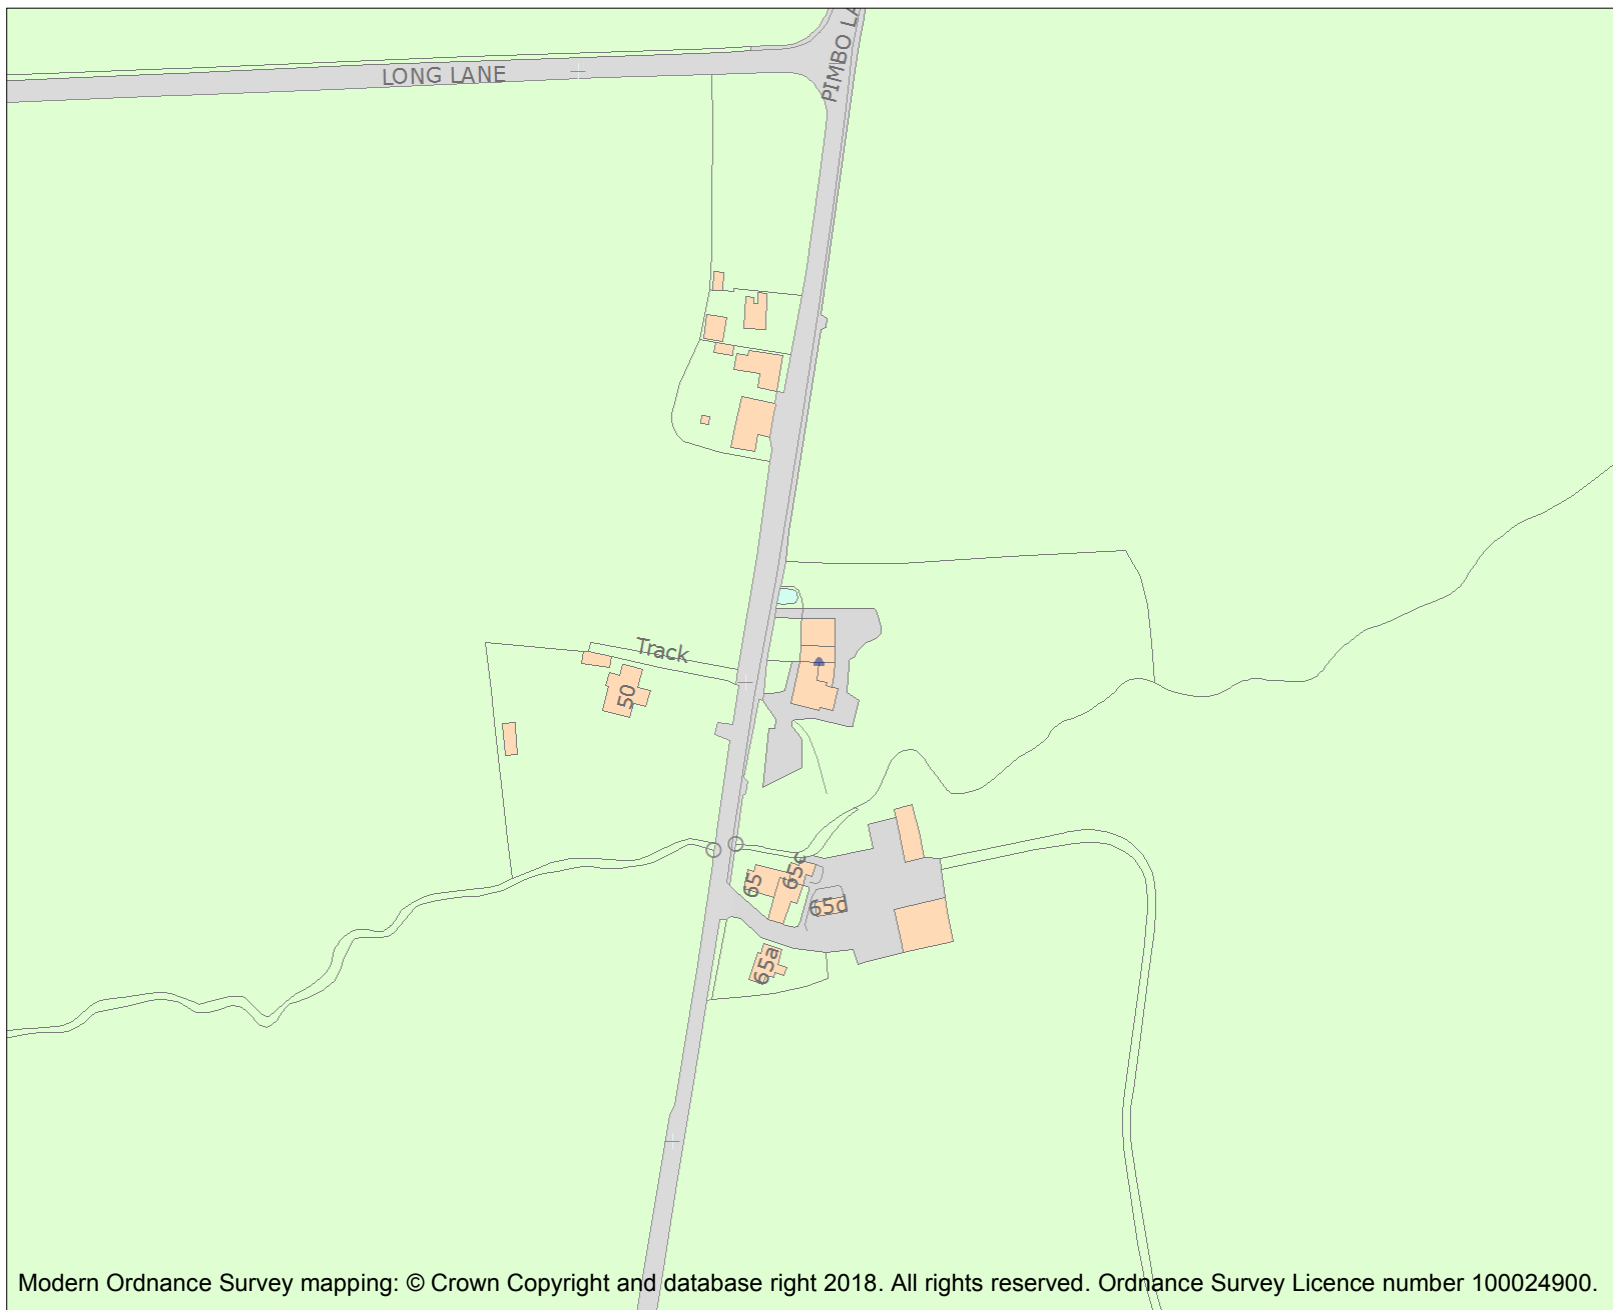 PIMBO LA
LONG LANE
Track
50
65
65c
65d
65a
Modern Ordnance Survey mapping: © Crown Copyright and database right 2018. All rights reserved. Ordnance Survey Licence number 100024900.